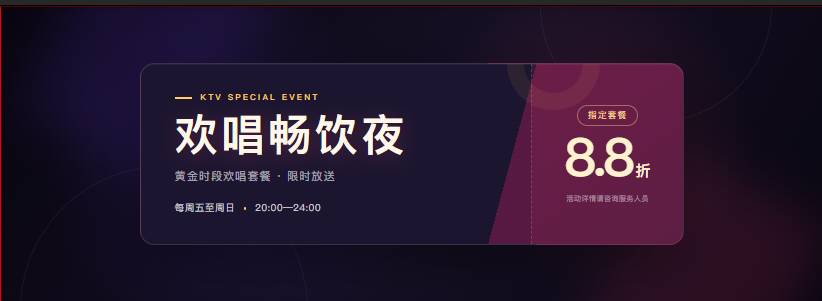 KTV SPECIAL EVENT
欢唱畅饮夜
黄金时段欢唱套餐 · 限时放送
每周五至周日 • 20:00—24:00
指定套餐
8.8折
活动详情请咨询服务人员